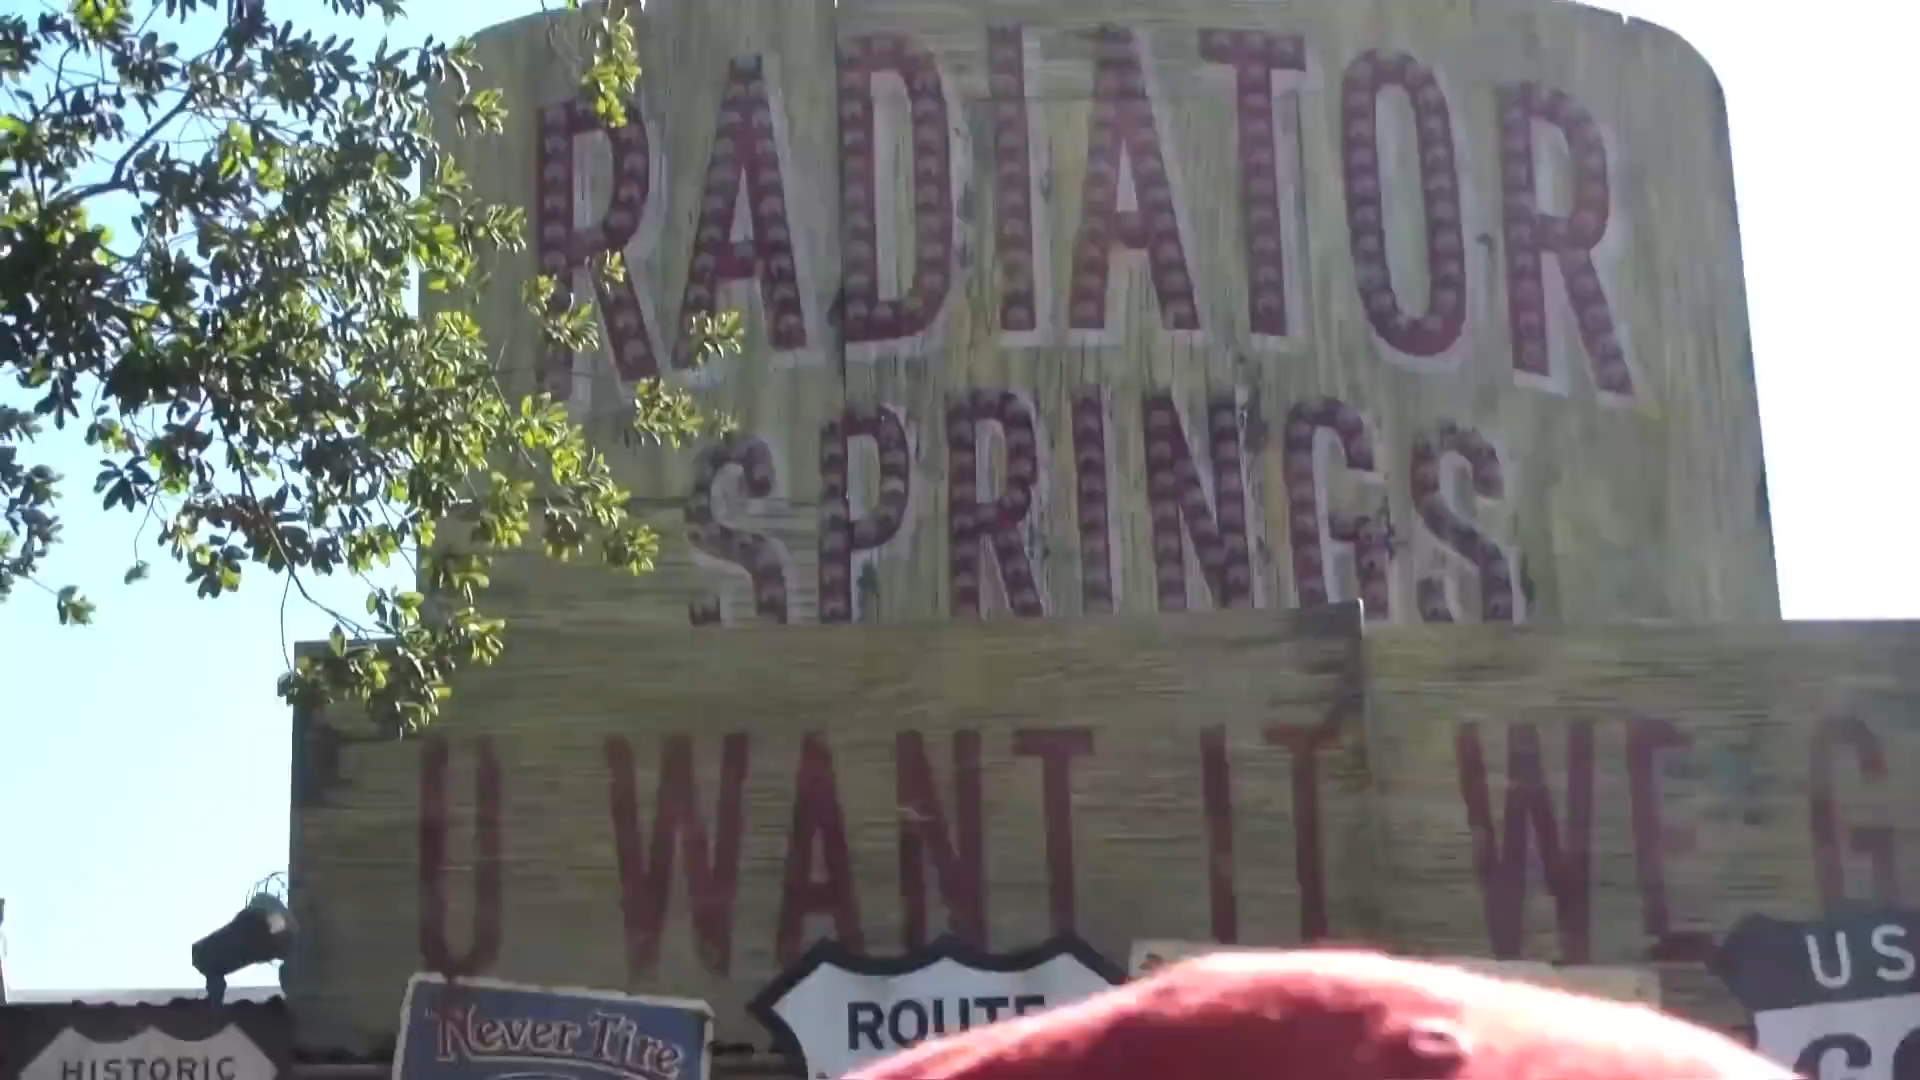 RADIATOR
SPRINGS
U WANT IT WE G
US
Never Tire
ROUTE
HISTORIC